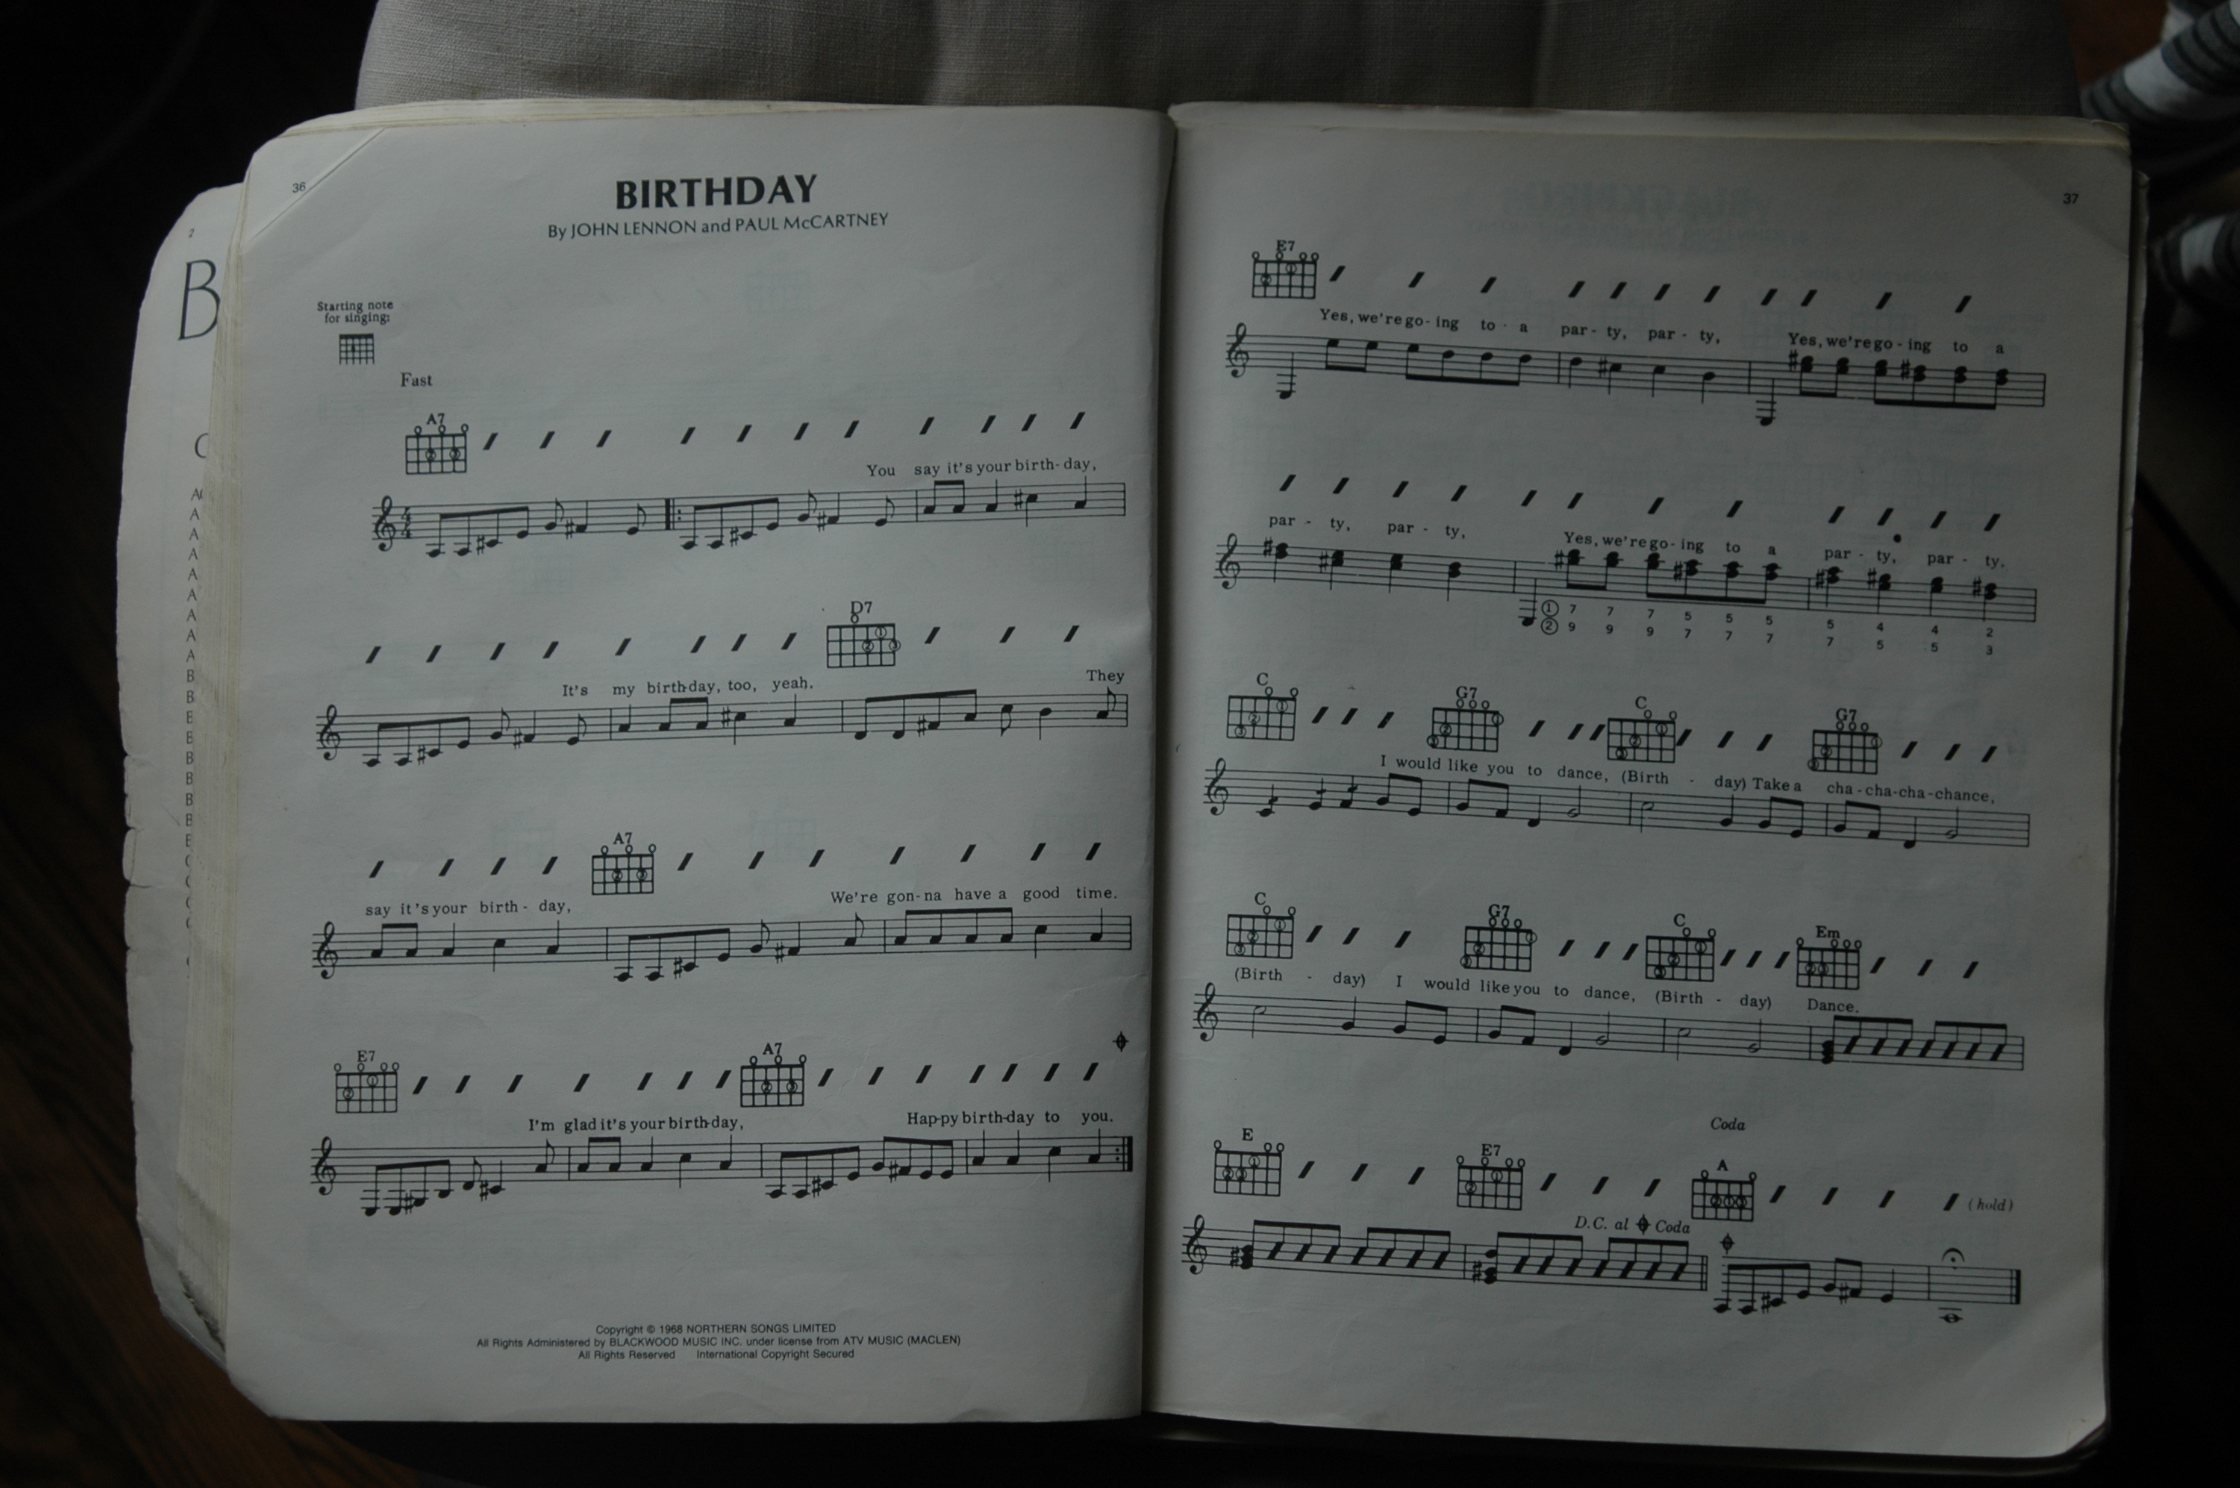 36
BIRTHDAY
By JOHN LENNON and PAUL McCARTNEY
Starting note
for singing:
Fast
A7
You say it's your birth-day,
D7
It's my birth-day, too, yeah. They
A7
say it's your birth - day, We're gon-na have a good time.
E7 A7
I'm glad it's your birth-day, Hap-py birth-day to you.
Copyright © 1968 NORTHERN SONGS LIMITED
All Rights Administered by BLACKWOOD MUSIC INC. under license from ATV MUSIC (MACLEN)
All Rights Reserved International Copyright Secured
2
B
C
A
A
A
A
A
A
A
A
A
B
B
B
B
B
B
B
B
B
37
E7
Yes, we're go - ing to - a par - ty, par - ty, Yes, we're go - ing to a
par - ty, par - ty, Yes, we're go - ing to a par - ty, par - ty.
1 7 7 7 5 5 5 5 4 4 2
2 9 9 9 7 7 7 7 5 5 3
C G7 C G7
I would like you to dance, (Birth - day) Take a cha - cha-cha-chance,
C G7 C Em
(Birth - day) I would like you to dance, (Birth - day) Dance.
Coda
E E7 A
(hold)
D.C. al Coda